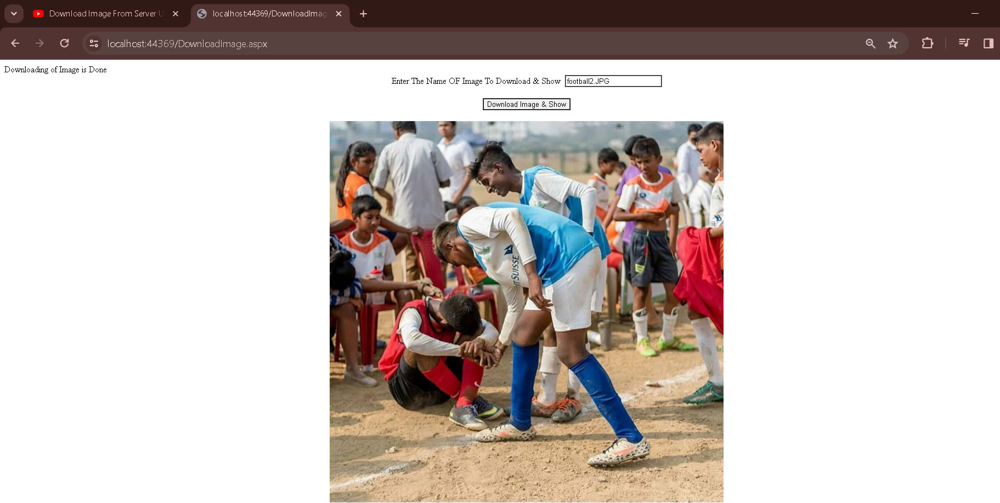 Download Image From Server U
localhost:44369/DownloadImag
localhost:44369/DownloadImage.aspx
Downloading of Image is Done
Enter The Name OF Image To Download & Show football2.JPG
Download Image & Show
SUISSE